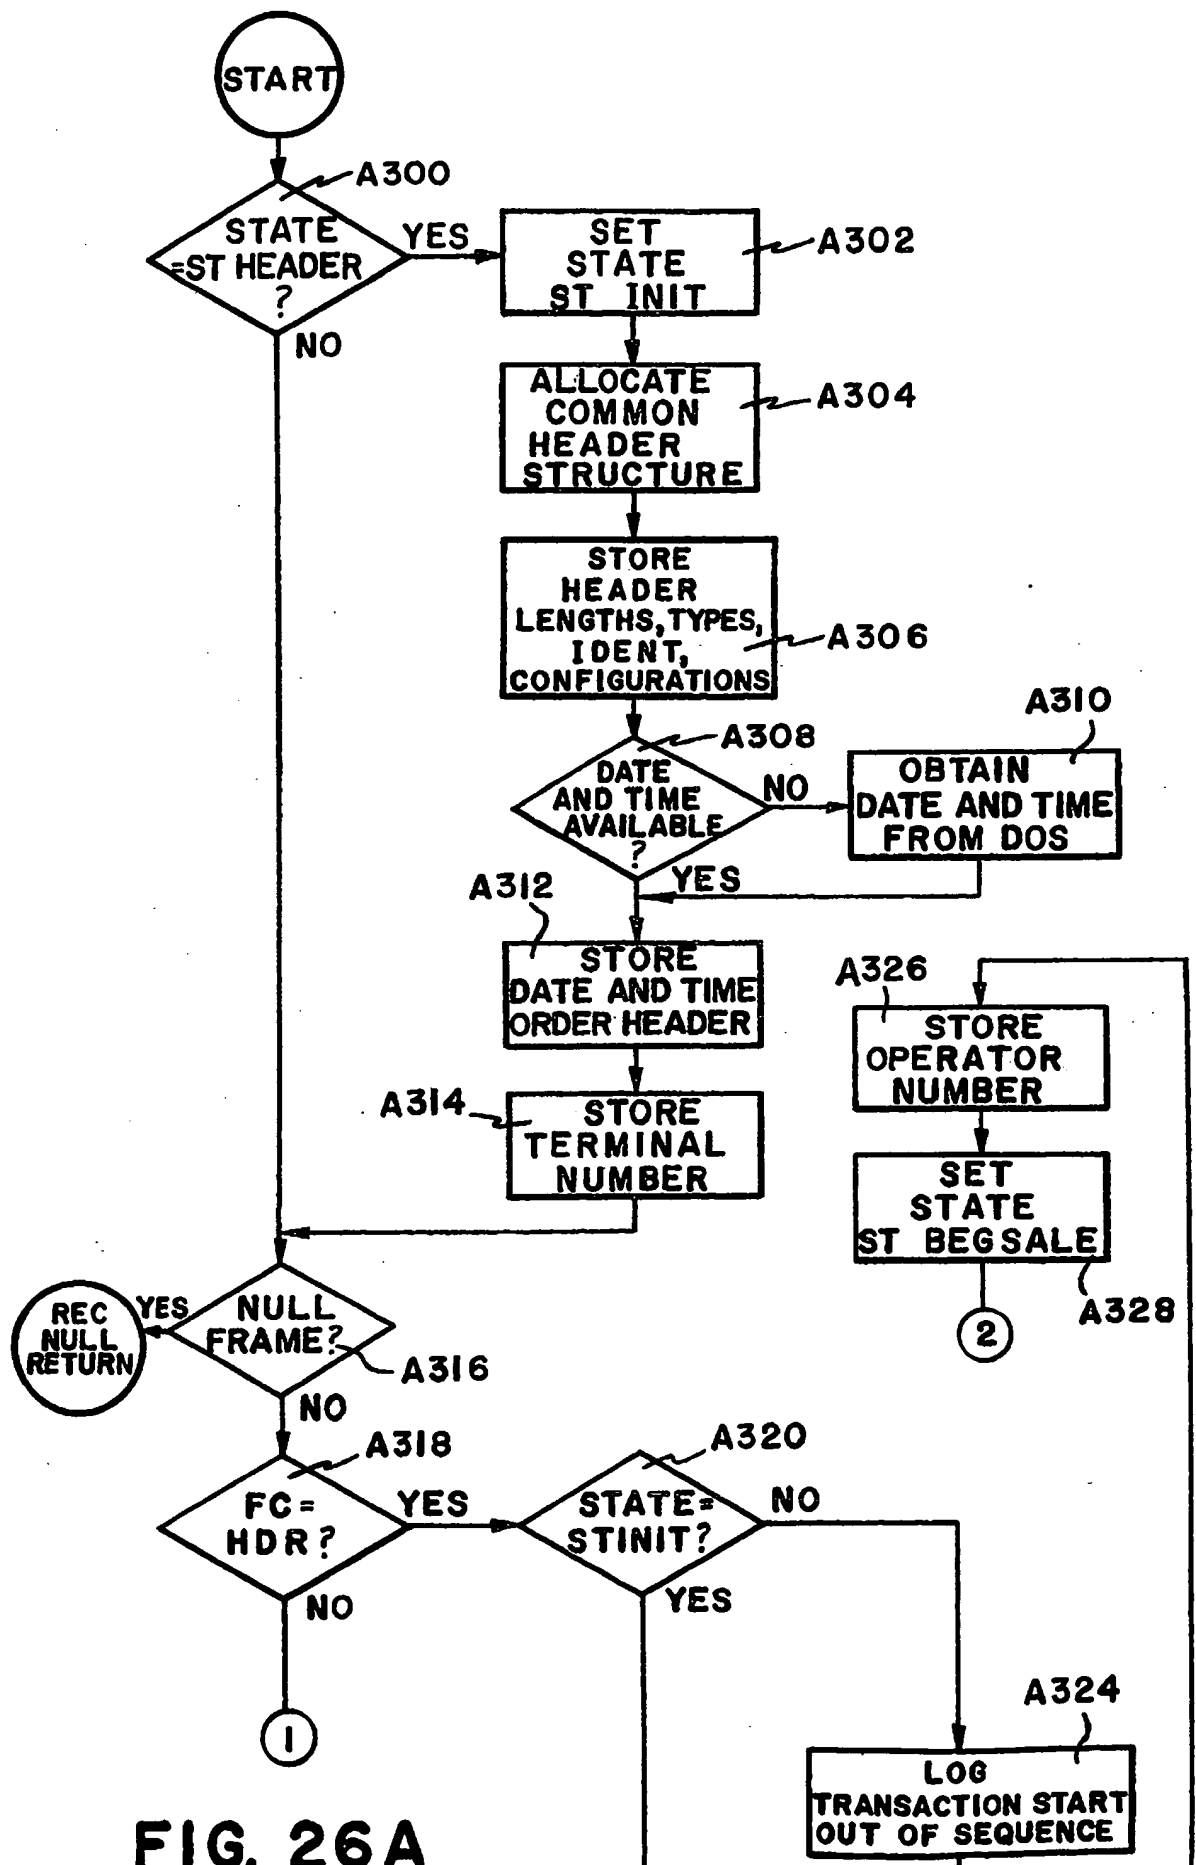 START
A300
STATE
=ST HEADER
?
YES
NO
SET
STATE
ST INIT
A302
ALLOCATE
COMMON
HEADER
STRUCTURE
A304
STORE
HEADER
LENGTHS, TYPES,
IDENT,
CONFIGURATIONS
A306
A308
DATE
AND TIME
AVAILABLE
?
NO
YES
A310
OBTAIN
DATE AND TIME
FROM DOS
A312
STORE
DATE AND TIME
ORDER HEADER
A314
STORE
TERMINAL
NUMBER
A326
STORE
OPERATOR
NUMBER
SET
STATE
ST BEGSALE
A328
2
REC
NULL
RETURN
YES
NULL
FRAME?
A316
NO
A318
FC=
HDR?
YES
NO
1
A320
STATE=
STINIT?
NO
YES
A324
LOG
TRANSACTION START
OUT OF SEQUENCE
FIG. 26A